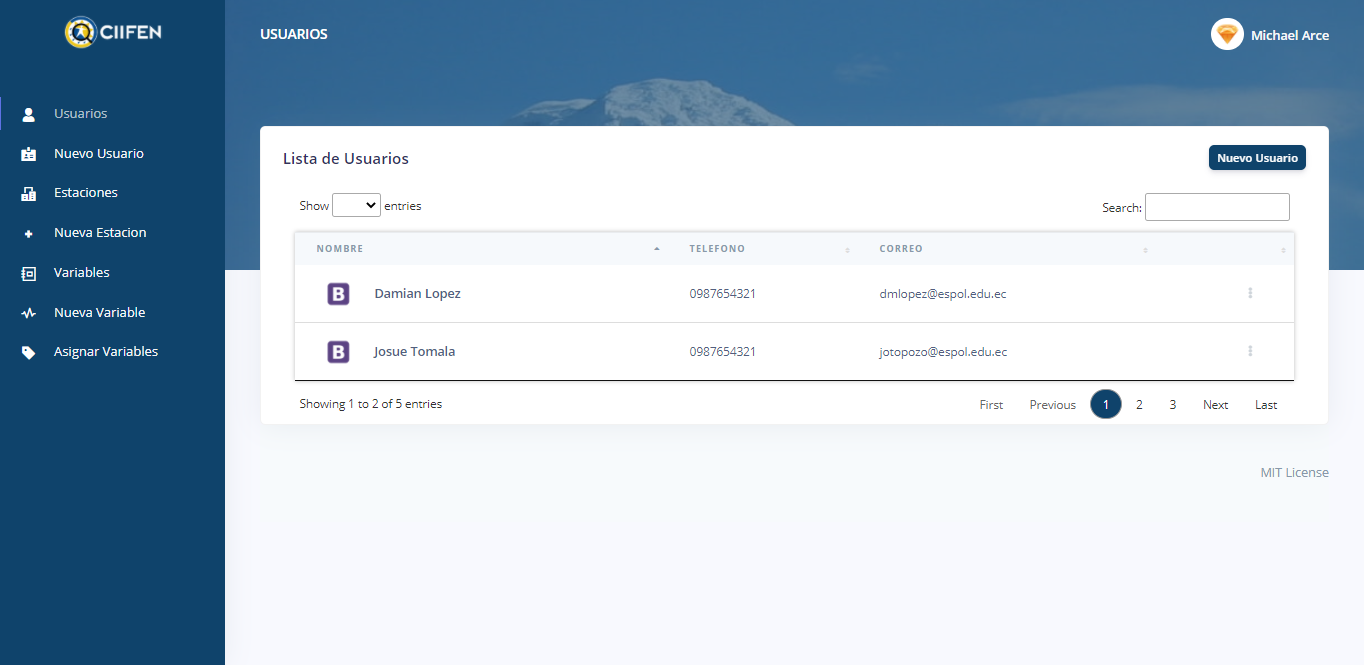 CIIFEN
USUARIOS
Michael Arce
Usuarios
Nuevo Usuario
Estaciones
Nueva Estacion
Variables
Nueva Variable
Asignar Variables
Lista de Usuarios
Nuevo Usuario
Show entries
Search:
NOMBRE TELEFONO CORREO
B Damian Lopez 0987654321 dmlopez@espol.edu.ec
B Josue Tomala 0987654321 jotopozo@espol.edu.ec
Showing 1 to 2 of 5 entries
First Previous 1 2 3 Next Last
MIT License